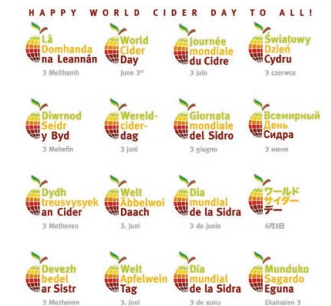 HAPPY WORLD CIDER DAY TO ALL!
Lá
Domhanda
na Leannán
3 Meitheamh
World
Cider
Day
June 3rd
Journée
mondiale
du Cidre
3 juin
Światowy
Dzień
Cydru
3 czerwca
Diwrnod
Seidr
y Byd
3 Mehefin
Wereld-
cider-
dag
3 juni
Giornata
mondiale
del Sidro
3 giugno
Всемирный
День
Сидра
3 июня
Dydh
treusvysyek
an Cider
3 Metheven
Welt
Äbbelwoi
Daach
3. Juni
Dia
mundial
de la Sidra
3 de junio
ワールド
サイダー
デー
6月3日
Devezh
bedel
ar Sistr
3 Mezheven
Welt
Apfelwein
Tag
3. Juni
Día
mundial
de la Sidra
3 de xunu
Munduko
Sagardo
Eguna
Ekainaren 3